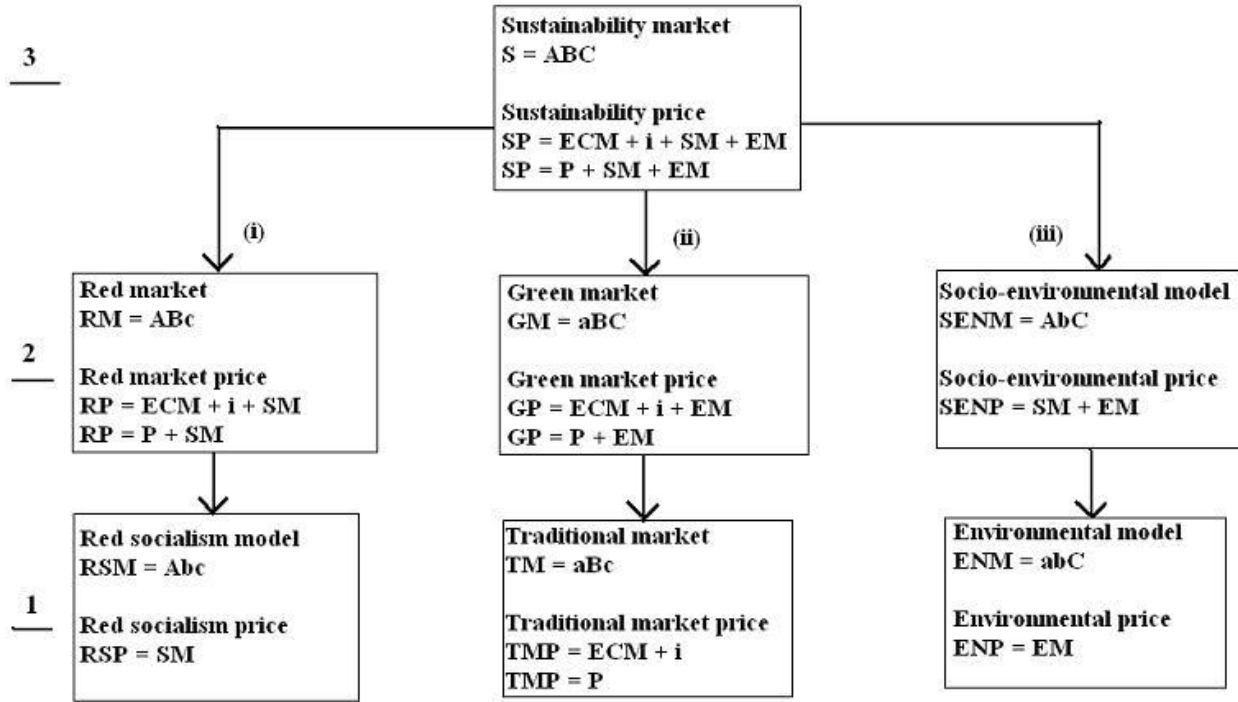 3
Sustainability market
S = ABC
Sustainability price
SP = ECM + i + SM + EM
SP = P + SM + EM
(i)
(ii)
(iii)
2
Red market
RM = ABc
Red market price
RP = ECM + i + SM
RP = P + SM
Green market
GM = aBC
Green market price
GP = ECM + i + EM
GP = P + EM
Socio-environmental model
SENM = AbC
Socio-environmental price
SENP = SM + EM
1
Red socialism model
RSM = Abc
Red socialism price
RSP = SM
Traditional market
TM = aBc
Traditional market price
TMP = ECM + i
TMP = P
Environmental model
ENM = abC
Environmental price
ENP = EM